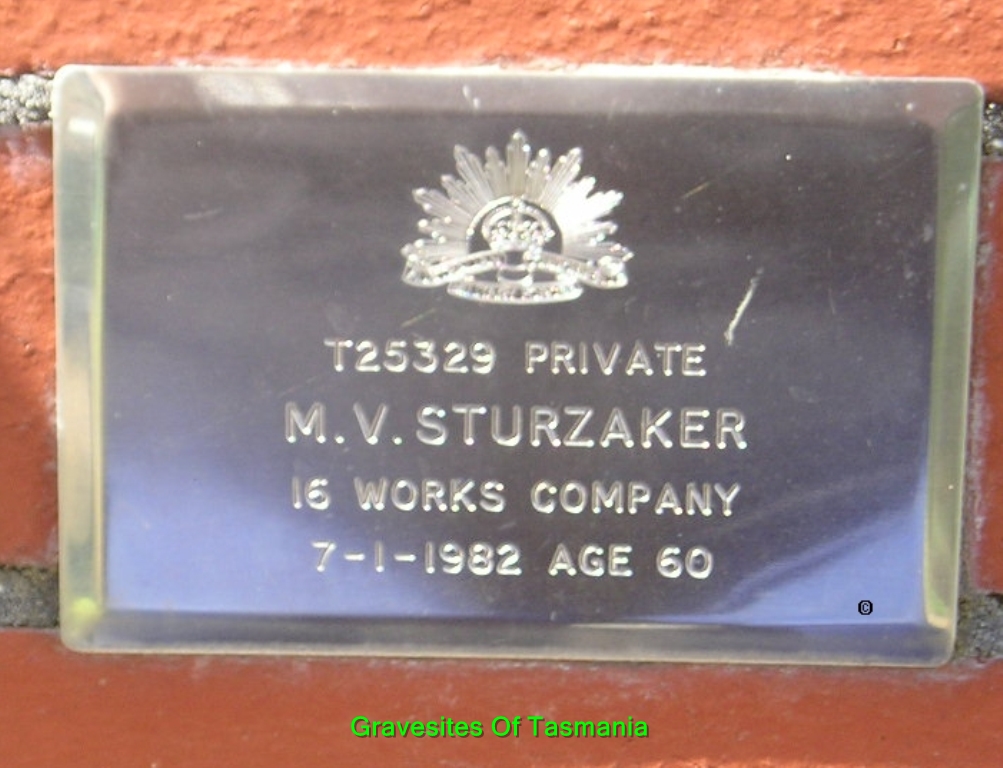 T25329 PRIVATE
M.V. STURZAKER
16 WORKS COMPANY
7-1-1982 AGE 60
©
Gravesites Of Tasmania